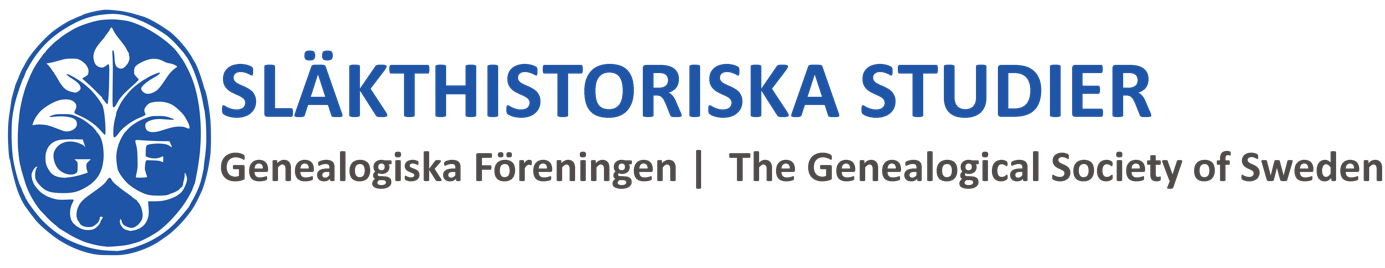 G F
SLÄKTHISTORISKA STUDIER
Genealogiska Föreningen | The Genealogical Society of Sweden